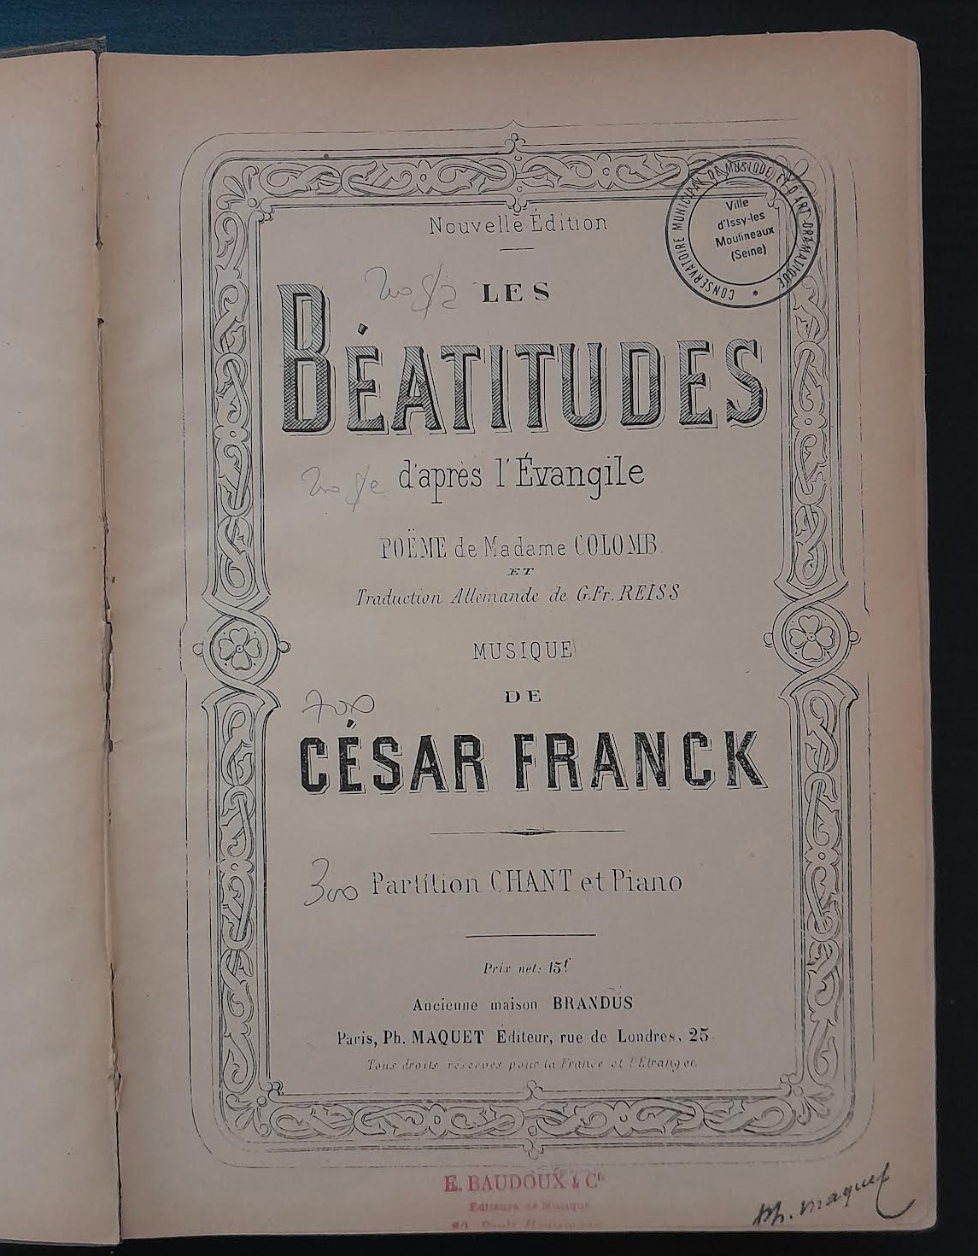 Nouvelle Édition
CONSERVATOIRE MUNICIPAL DE MUSIQUE ET D'ART DRAMATIQUE *
Ville
d'Issy-les
Moulineaux
(Seine)
LES
BÉATITUDES
d'après l'Évangile
POËME de Madame COLOMB
ET
Traduction Allemande de G.Fr. REISS
MUSIQUE
DE
700
CÉSAR FRANCK
300 Partition CHANT et Piano
Prix net: 15f
Ancienne maison BRANDUS
Paris, Ph. MAQUET Éditeur, rue de Londres, 25.
Tous droits réservés pour la France et l'Etranger
E. BAUDOUX & Cie
Editeurs de Musique
Ph. Maquet